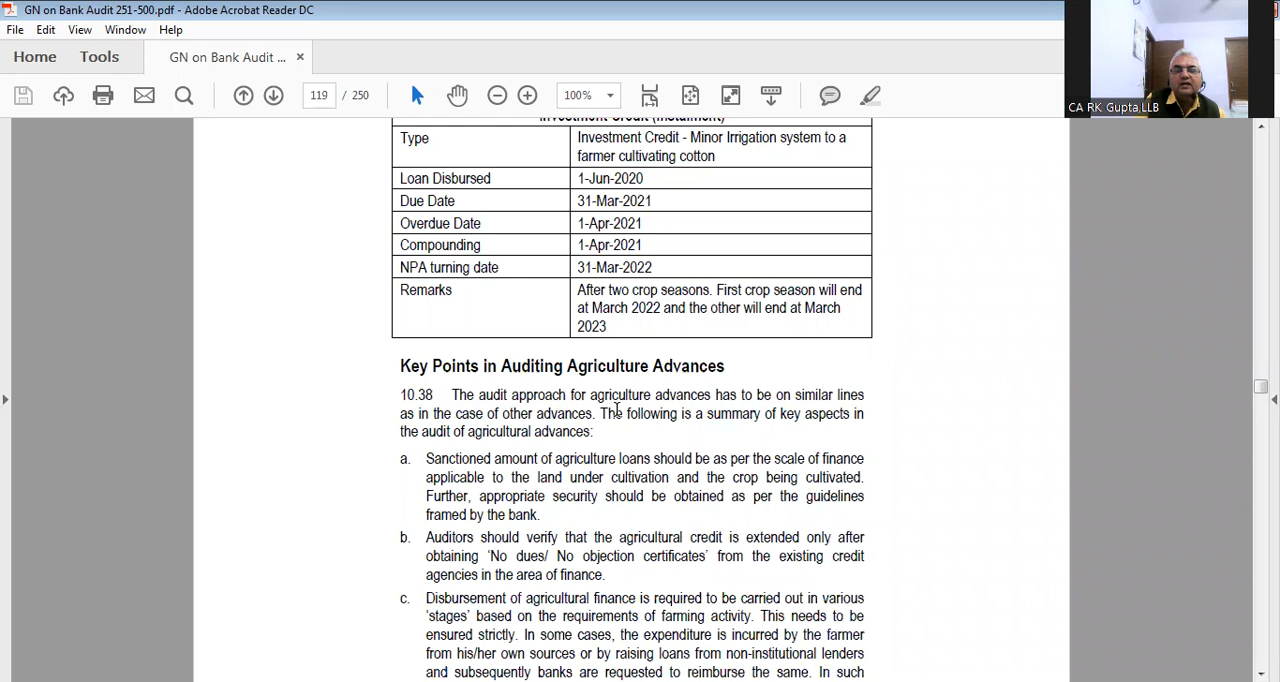 GN on Bank Audit 251-500.pdf - Adobe Acrobat Reader DC
File Edit View Window Help
Home Tools GN on Bank Audit ... ×
119 / 250 100%
CA RK Gupta,LLB
Investment Credit (Instalment)
Type Investment Credit - Minor Irrigation system to a
farmer cultivating cotton
Loan Disbursed 1-Jun-2020
Due Date 31-Mar-2021
Overdue Date 1-Apr-2021
Compounding 1-Apr-2021
NPA turning date 31-Mar-2022
Remarks After two crop seasons. First crop season will end
at March 2022 and the other will end at March
2023
Key Points in Auditing Agriculture Advances
10.38 The audit approach for agriculture advances has to be on similar lines
as in the case of other advances. The following is a summary of key aspects in
the audit of agricultural advances:
a. Sanctioned amount of agriculture loans should be as per the scale of finance
applicable to the land under cultivation and the crop being cultivated.
Further, appropriate security should be obtained as per the guidelines
framed by the bank.
b. Auditors should verify that the agricultural credit is extended only after
obtaining ‘No dues/ No objection certificates’ from the existing credit
agencies in the area of finance.
c. Disbursement of agricultural finance is required to be carried out in various
‘stages’ based on the requirements of farming activity. This needs to be
ensured strictly. In some cases, the expenditure is incurred by the farmer
from his/her own sources or by raising loans from non-institutional lenders
and subsequently banks are requested to reimburse the same. In such